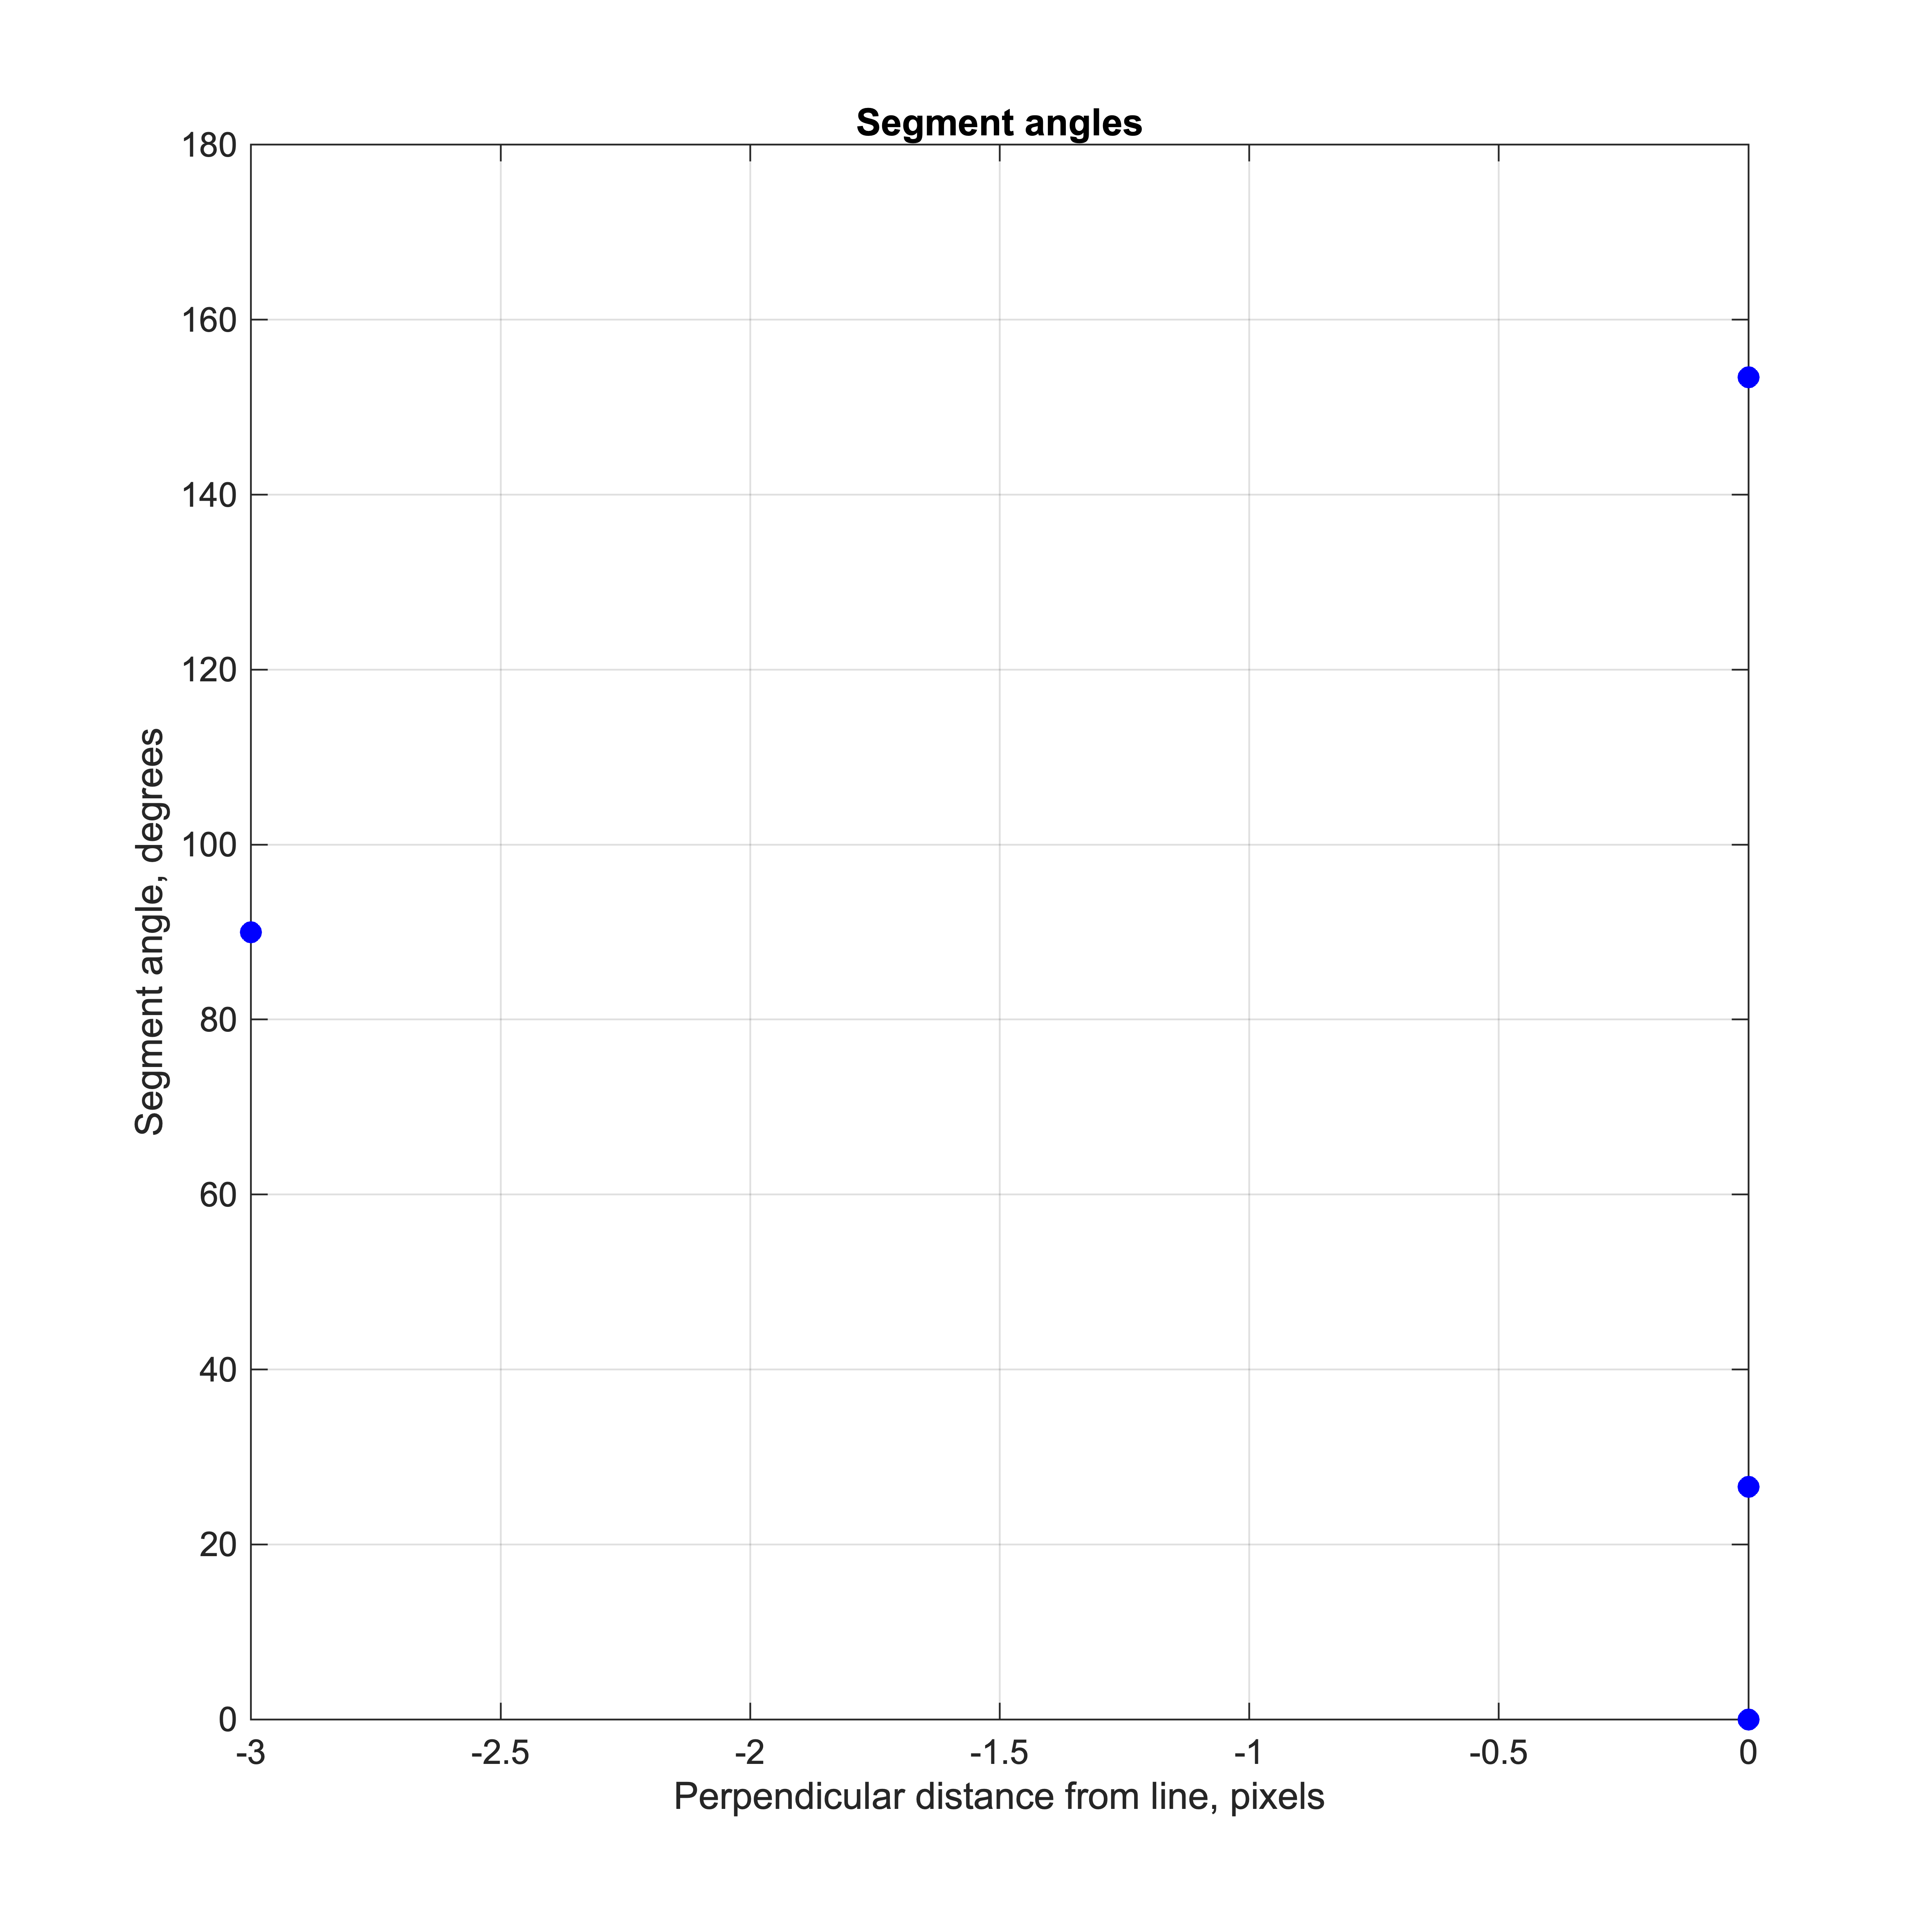 Segment angles
180
160
140
120
100
80
60
40
20
0
Segment angle, degrees
-3 -2.5 -2 -1.5 -1 -0.5 0
Perpendicular distance from line, pixels